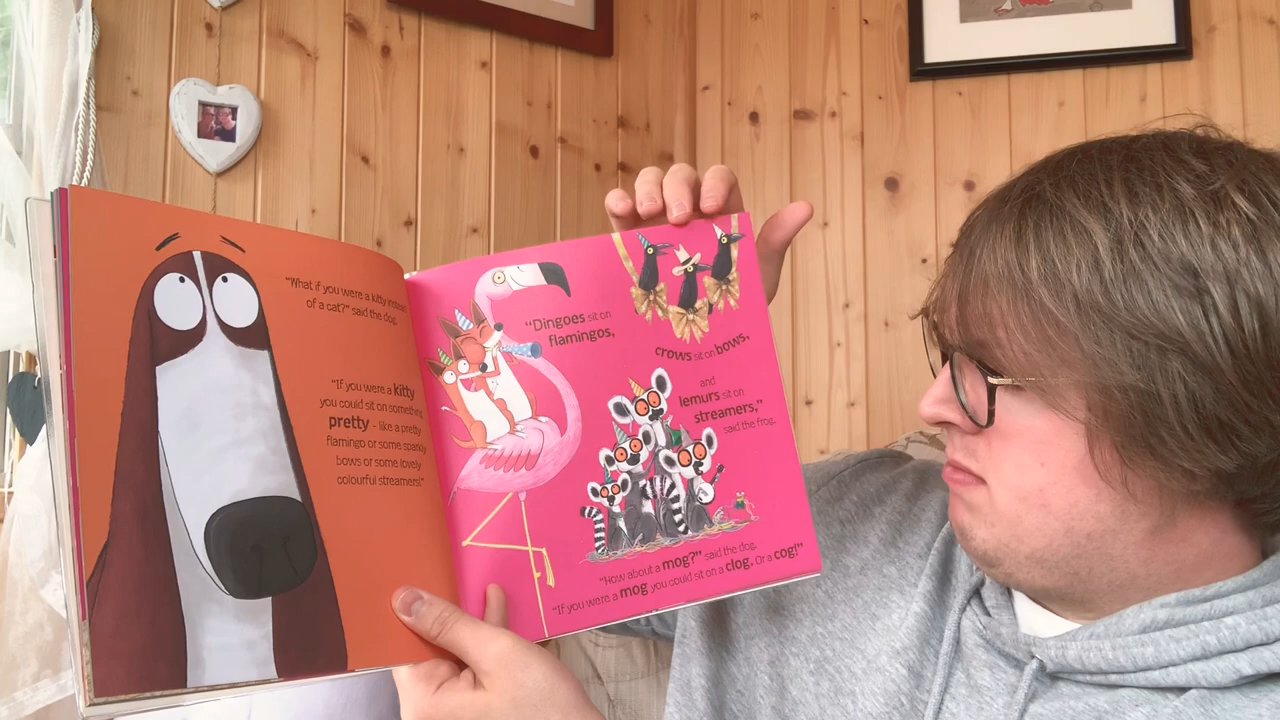 "What if you were a kitty instead
of a cat?" said the dog.
"If you were a kitty
you could sit on something
pretty - like a pretty
flamingo or some sparkly
bows or some lovely
colourful streamers!"
"Dingoes sit on
flamingos,
crows sit on bows,
and
lemurs sit on
streamers,"
said the frog.
"How about a mog?" said the dog.
"If you were a mog you could sit on a clog. Or a cog!"